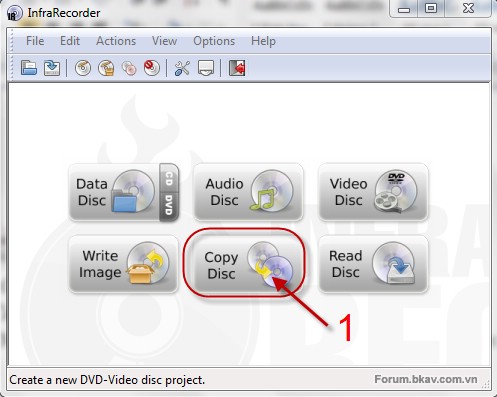 InfraRecorder
File Edit Actions View Options Help
Data Disc
CD DVD
Audio Disc
Video Disc
DVD
Write Image
Copy Disc
Read Disc
1
Create a new DVD-Video disc project.
Forum.bkav.com.vn